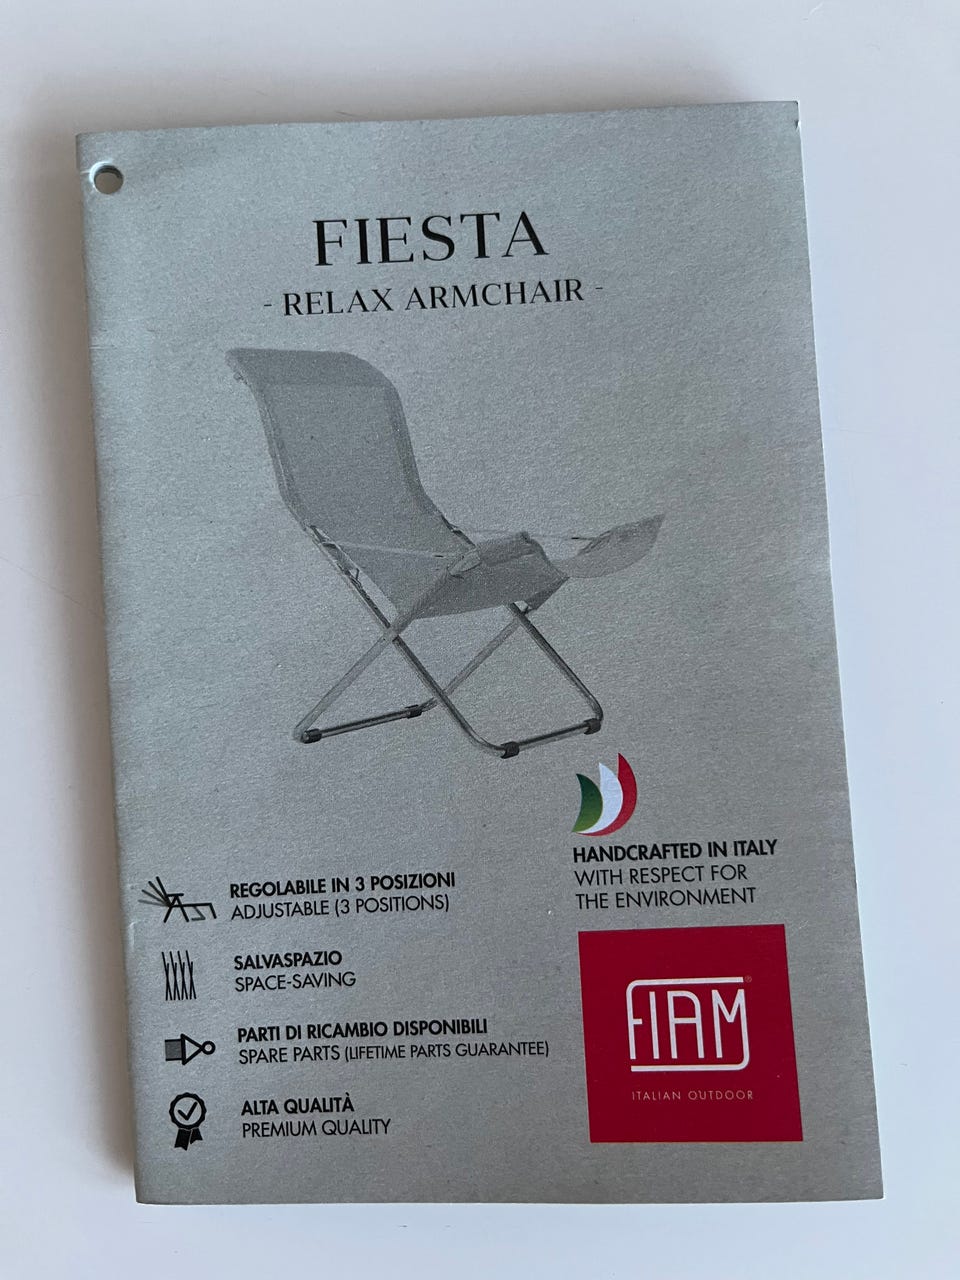 FIESTA
- RELAX ARMCHAIR -
HANDCRAFTED IN ITALY
WITH RESPECT FOR
THE ENVIRONMENT
REGOLABILE IN 3 POSIZIONI
ADJUSTABLE (3 POSITIONS)
SALVASPAZIO
SPACE-SAVING
PARTI DI RICAMBIO DISPONIBILI
SPARE PARTS (LIFETIME PARTS GUARANTEE)
ALTA QUALITÀ
PREMIUM QUALITY
FIAM®
ITALIAN OUTDOOR